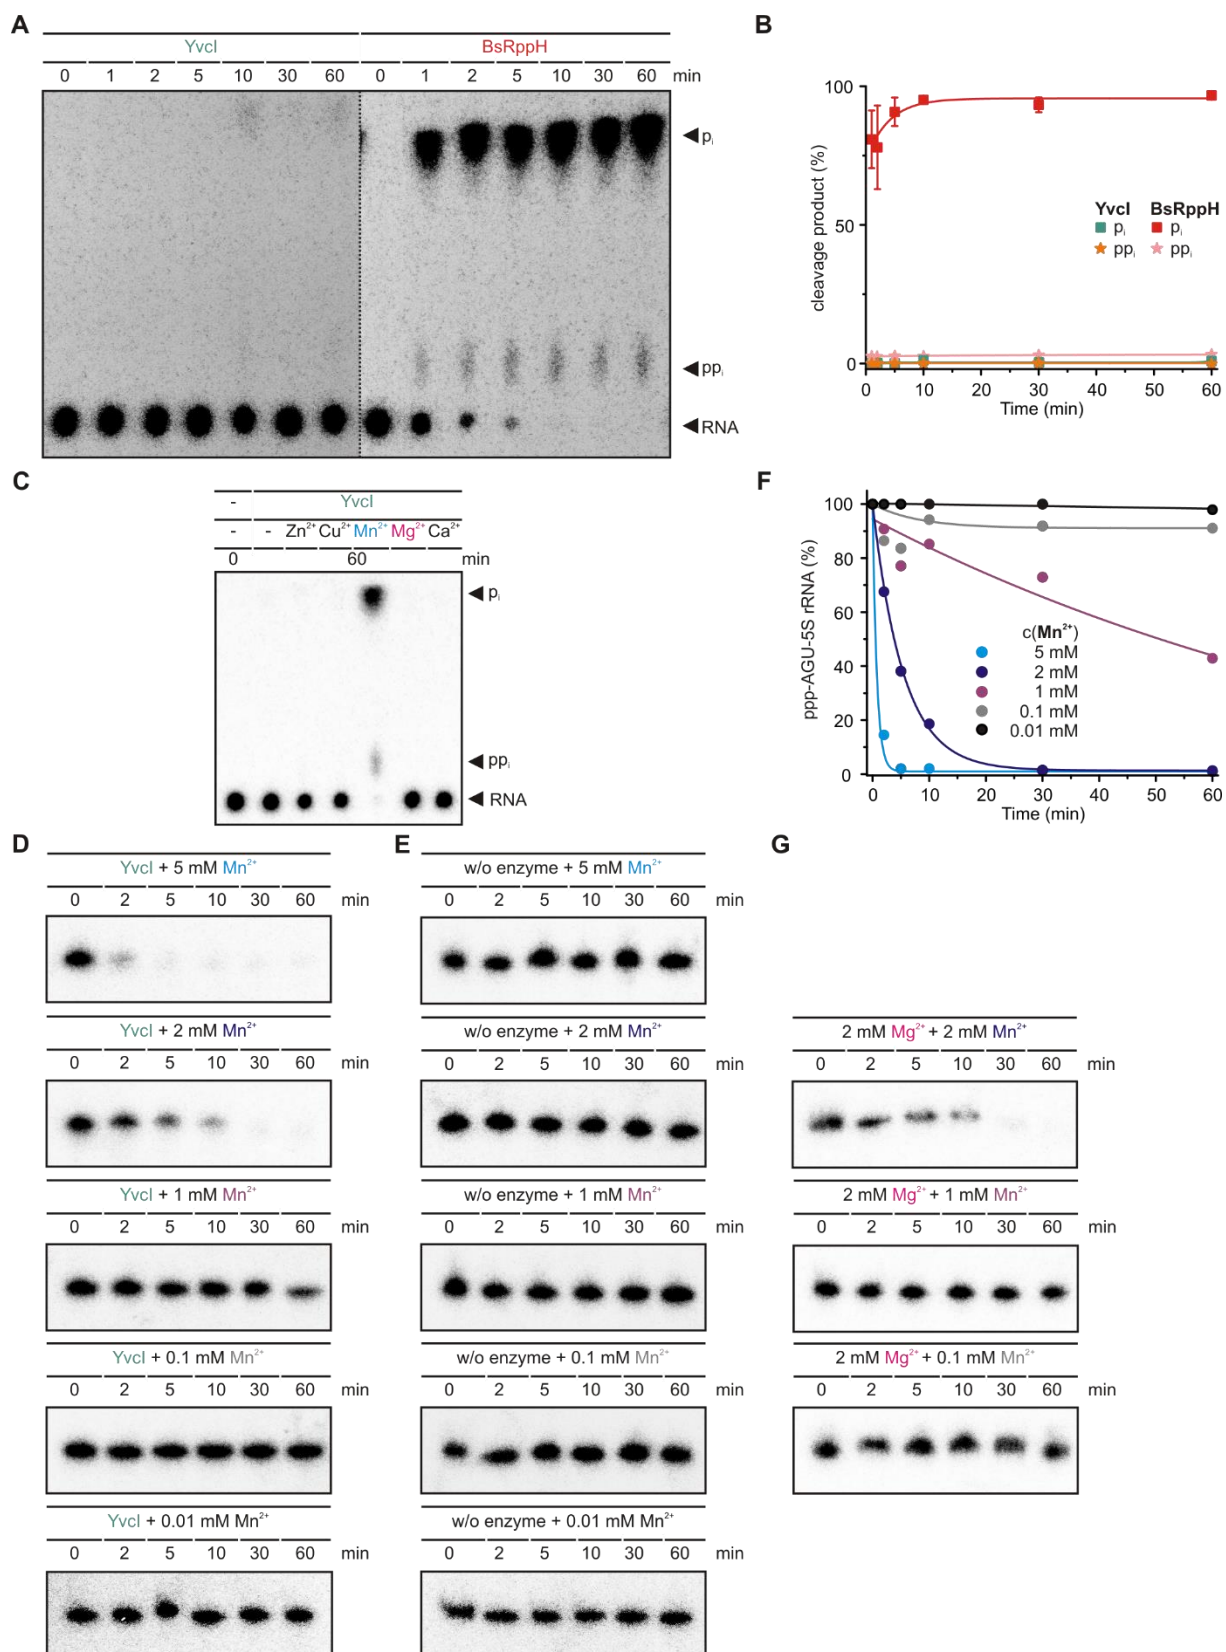 A
YvcI BsRppH
0 1 2 5 10 30 60 0 1 2 5 10 30 60 min
pᵢ
ppᵢ
RNA
B
100
50
0
cleavage product (%)
YvcI BsRppH
pᵢ pᵢ
ppᵢ ppᵢ
0 10 20 30 40 50 60
Time (min)
C
- YvcI
- - Zn²⁺ Cu²⁺ Mn²⁺ Mg²⁺ Ca²⁺
0 60 min
pᵢ
ppᵢ
RNA
F
100
80
60
40
20
0
ppp-AGU-5S rRNA (%)
c(Mn²⁺)
5 mM
2 mM
1 mM
0.1 mM
0.01 mM
0 10 20 30 40 50 60
Time (min)
D
YvcI + 5 mM Mn²⁺
0 2 5 10 30 60 min
YvcI + 2 mM Mn²⁺
0 2 5 10 30 60 min
YvcI + 1 mM Mn²⁺
0 2 5 10 30 60 min
YvcI + 0.1 mM Mn²⁺
0 2 5 10 30 60 min
YvcI + 0.01 mM Mn²⁺
0 2 5 10 30 60 min
E
w/o enzyme + 5 mM Mn²⁺
0 2 5 10 30 60 min
w/o enzyme + 2 mM Mn²⁺
0 2 5 10 30 60 min
w/o enzyme + 1 mM Mn²⁺
0 2 5 10 30 60 min
w/o enzyme + 0.1 mM Mn²⁺
0 2 5 10 30 60 min
w/o enzyme + 0.01 mM Mn²⁺
0 2 5 10 30 60 min
G
2 mM Mg²⁺ + 2 mM Mn²⁺
0 2 5 10 30 60 min
2 mM Mg²⁺ + 1 mM Mn²⁺
0 2 5 10 30 60 min
2 mM Mg²⁺ + 0.1 mM Mn²⁺
0 2 5 10 30 60 min